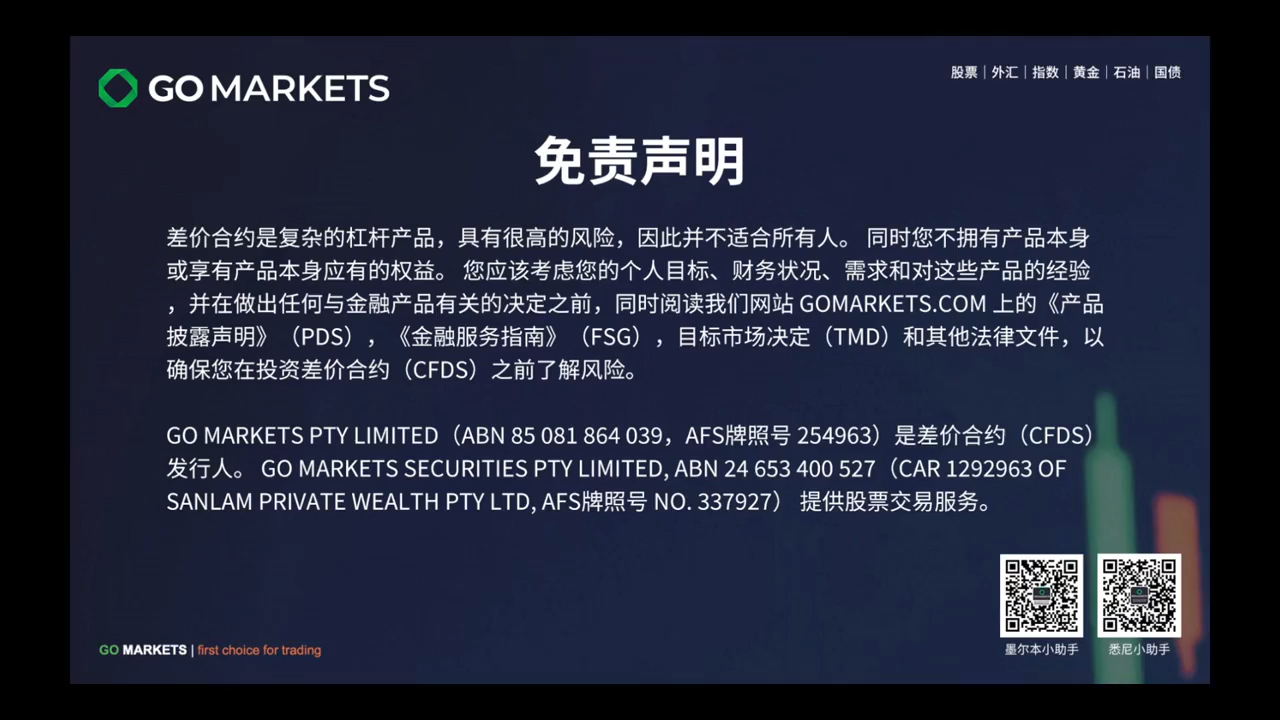 GO MARKETS
股票｜外汇｜指数｜黄金｜石油｜国债
免责声明
差价合约是复杂的杠杆产品，具有很高的风险，因此并不适合所有人。 同时您不拥有产品本身
或享有产品本身应有的权益。 您应该考虑您的个人目标、财务状况、需求和对这些产品的经验
，并在做出任何与金融产品有关的决定之前，同时阅读我们网站 GOMARKETS.COM 上的《产品
披露声明》（PDS），《金融服务指南》（FSG），目标市场决定（TMD）和其他法律文件，以
确保您在投资差价合约（CFDS）之前了解风险。
GO MARKETS PTY LIMITED（ABN 85 081 864 039，AFS牌照号 254963）是差价合约（CFDS）
发行人。 GO MARKETS SECURITIES PTY LIMITED, ABN 24 653 400 527（CAR 1292963 OF
SANLAM PRIVATE WEALTH PTY LTD, AFS牌照号 NO. 337927） 提供股票交易服务。
GO MARKETS | first choice for trading
墨尔本小助手
悉尼小助手